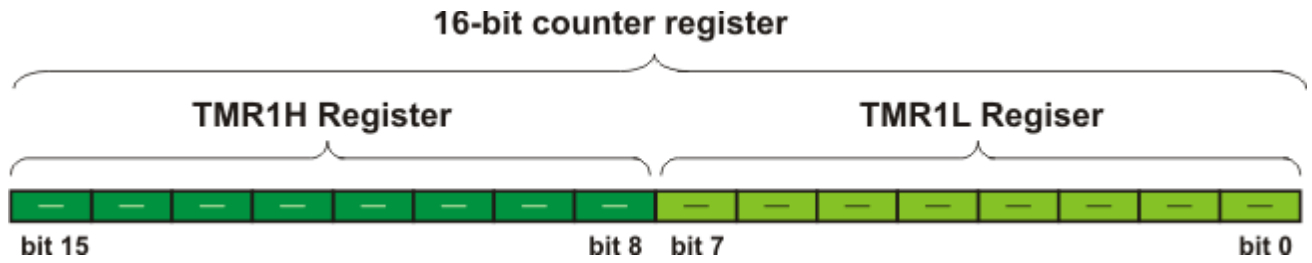 16-bit counter register
TMR1H Register TMR1L Regiser
bit 15 bit 8 bit 7 bit 0